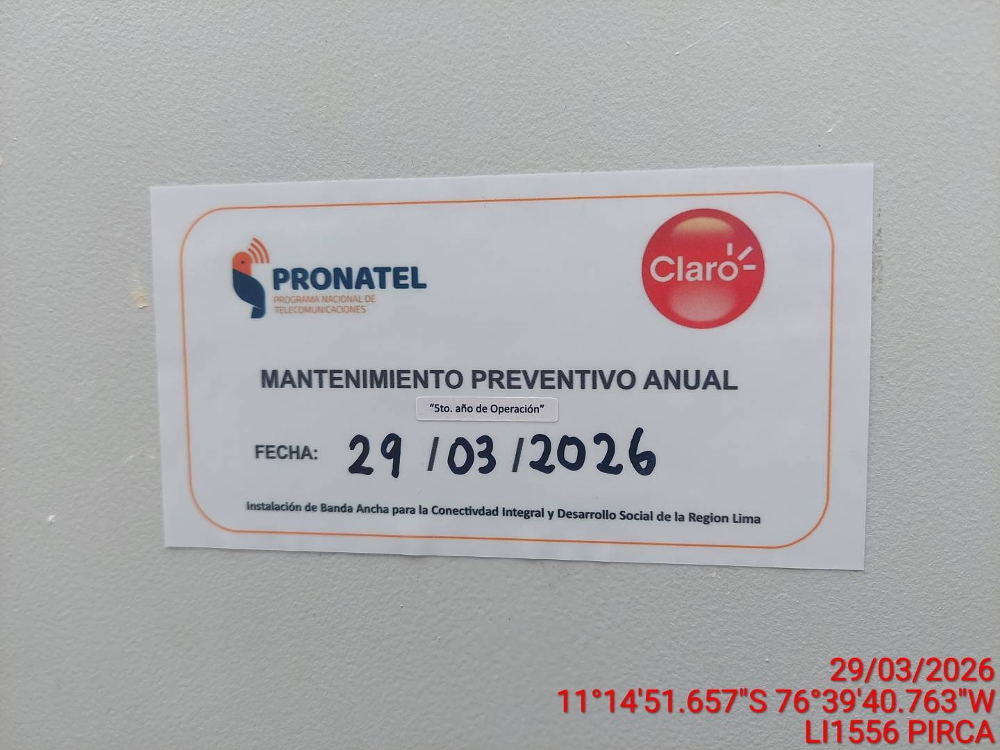 PRONATEL
PROGRAMA NACIONAL DE
TELECOMUNICACIONES
Claro
MANTENIMIENTO PREVENTIVO ANUAL
“5to. año de Operación”
FECHA: 29 / 03 / 2026
Instalación de Banda Ancha para la Conectivdad Integral y Desarrollo Social de la Region Lima
29/03/2026
11°14'51.657"S 76°39'40.763"W
LI1556 PIRCA